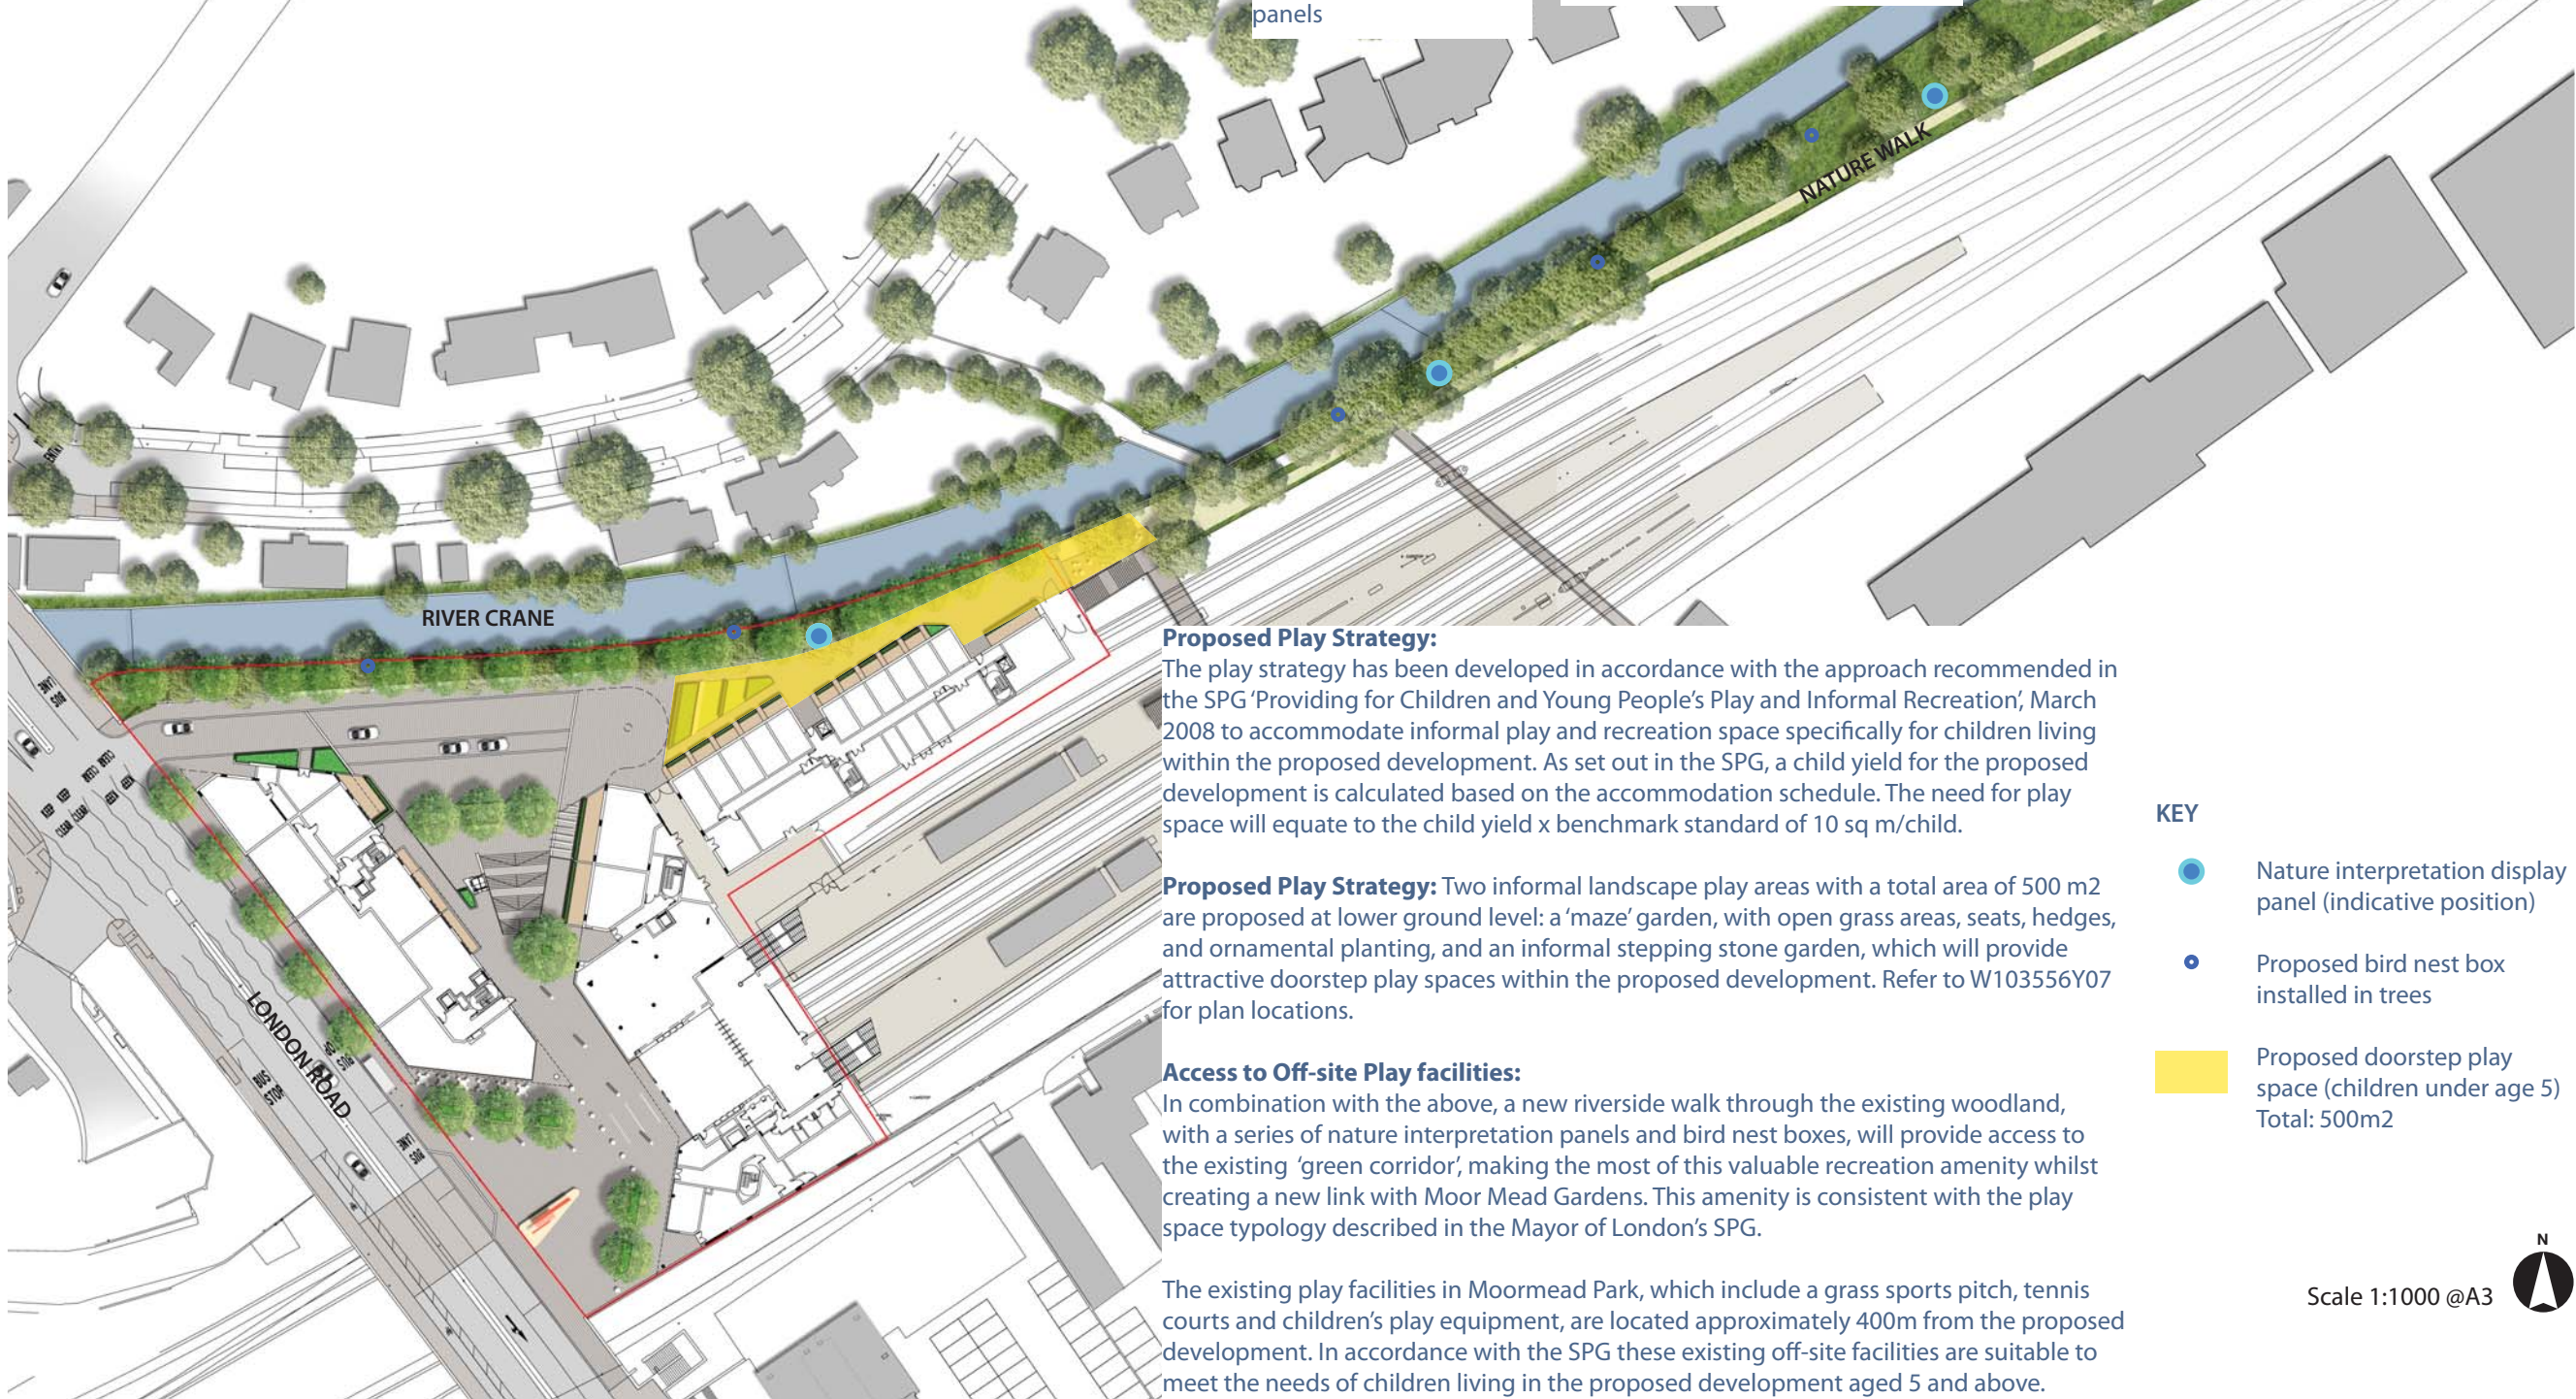 panels
NATURE WALK
RIVER CRANE
ENTRY
LANE
BUS
KEEP
CLEAR
CLEAR
KEEP
LONDON ROAD
BUS
STOP
BUS
LANE
Proposed Play Strategy:
The play strategy has been developed in accordance with the approach recommended in
the SPG ‘Providing for Children and Young People’s Play and Informal Recreation’, March
2008 to accommodate informal play and recreation space specifically for children living
within the proposed development. As set out in the SPG, a child yield for the proposed
development is calculated based on the accommodation schedule. The need for play
space will equate to the child yield x benchmark standard of 10 sq m/child.
Proposed Play Strategy: Two informal landscape play areas with a total area of 500 m2
are proposed at lower ground level: a ‘maze’ garden, with open grass areas, seats, hedges,
and ornamental planting, and an informal stepping stone garden, which will provide
attractive doorstep play spaces within the proposed development. Refer to W103556Y07
for plan locations.
Access to Off-site Play facilities:
In combination with the above, a new riverside walk through the existing woodland,
with a series of nature interpretation panels and bird nest boxes, will provide access to
the existing ‘green corridor’, making the most of this valuable recreation amenity whilst
creating a new link with Moor Mead Gardens. This amenity is consistent with the play
space typology described in the Mayor of London’s SPG.
The existing play facilities in Moormead Park, which include a grass sports pitch, tennis
courts and children’s play equipment, are located approximately 400m from the proposed
development. In accordance with the SPG these existing off-site facilities are suitable to
meet the needs of children living in the proposed development aged 5 and above.
KEY
Nature interpretation display
panel (indicative position)
Proposed bird nest box
installed in trees
Proposed doorstep play
space (children under age 5)
Total: 500m2
N
Scale 1:1000 @A3